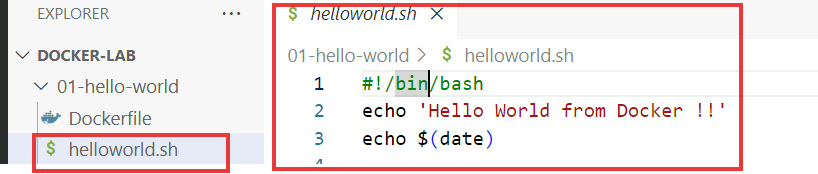 EXPLORER
···
DOCKER-LAB
01-hello-world
Dockerfile
$ helloworld.sh
$ helloworld.sh ×
01-hello-world > $ helloworld.sh
1 #!/bin/bash
2 echo 'Hello World from Docker !!'
3 echo $(date)